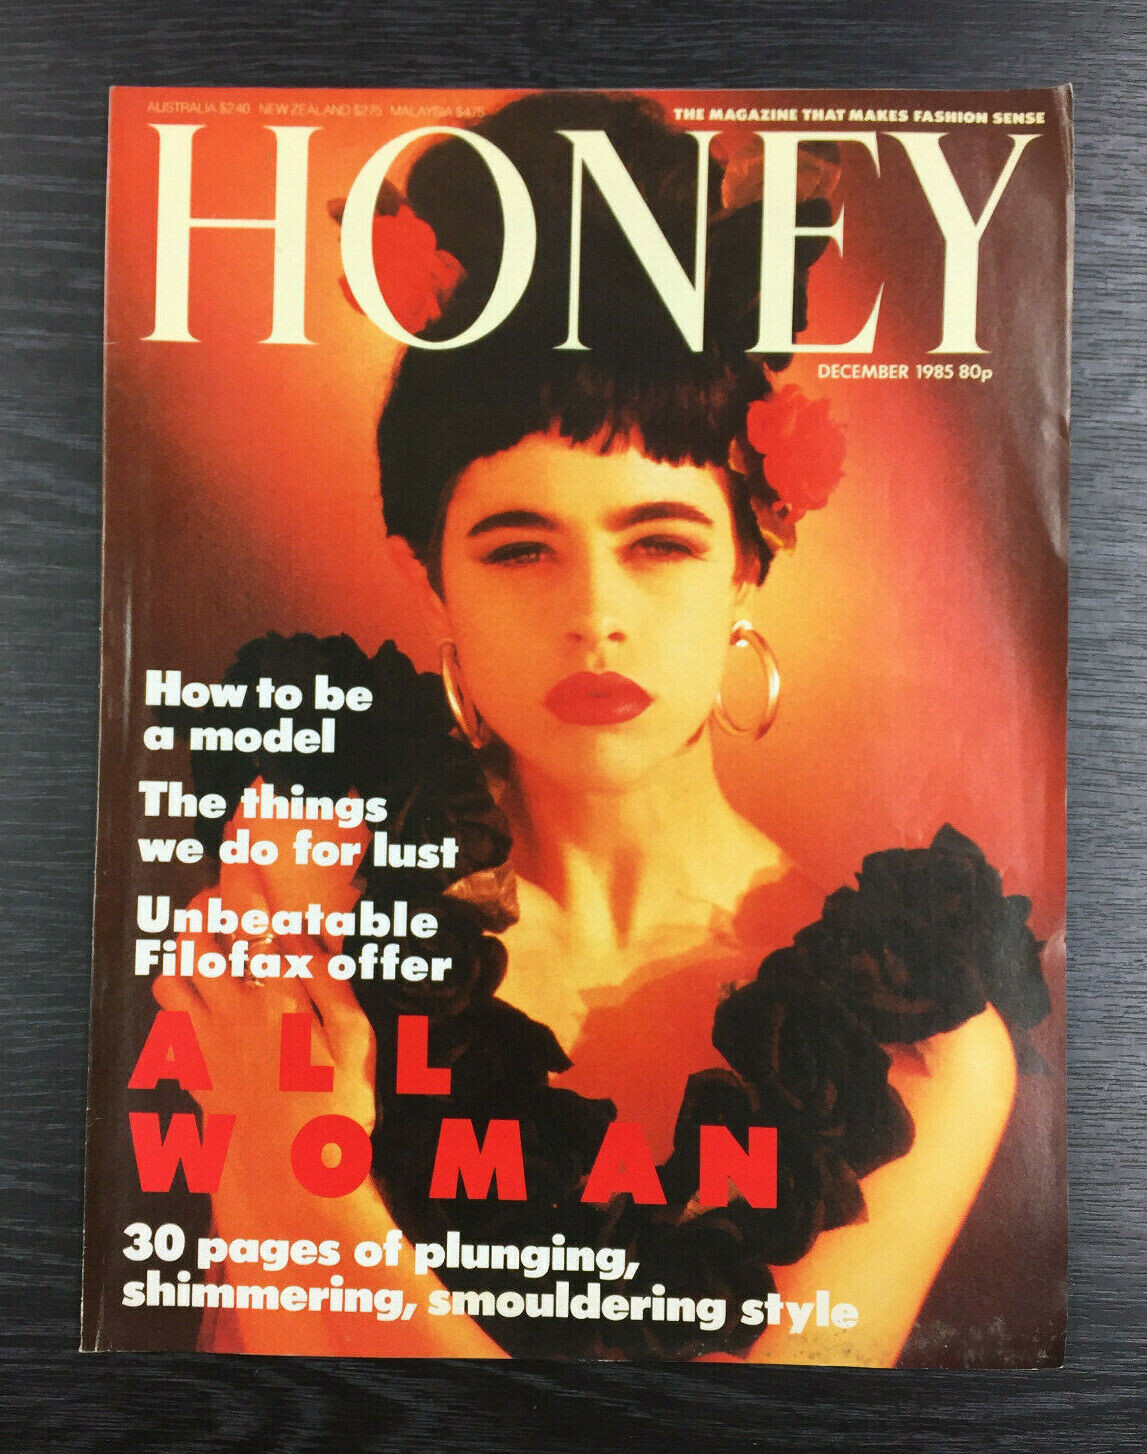 AUSTRALIA $2·40 NEW ZEALAND $2·75 MALAYSIA $4.75
THE MAGAZINE THAT MAKES FASHION SENSE
HONEY
DECEMBER 1985 80p
How to be
a model
The things
we do for lust
Unbeatable
Filofax offer
ALL
WOMAN
30 pages of plunging,
shimmering, smouldering style